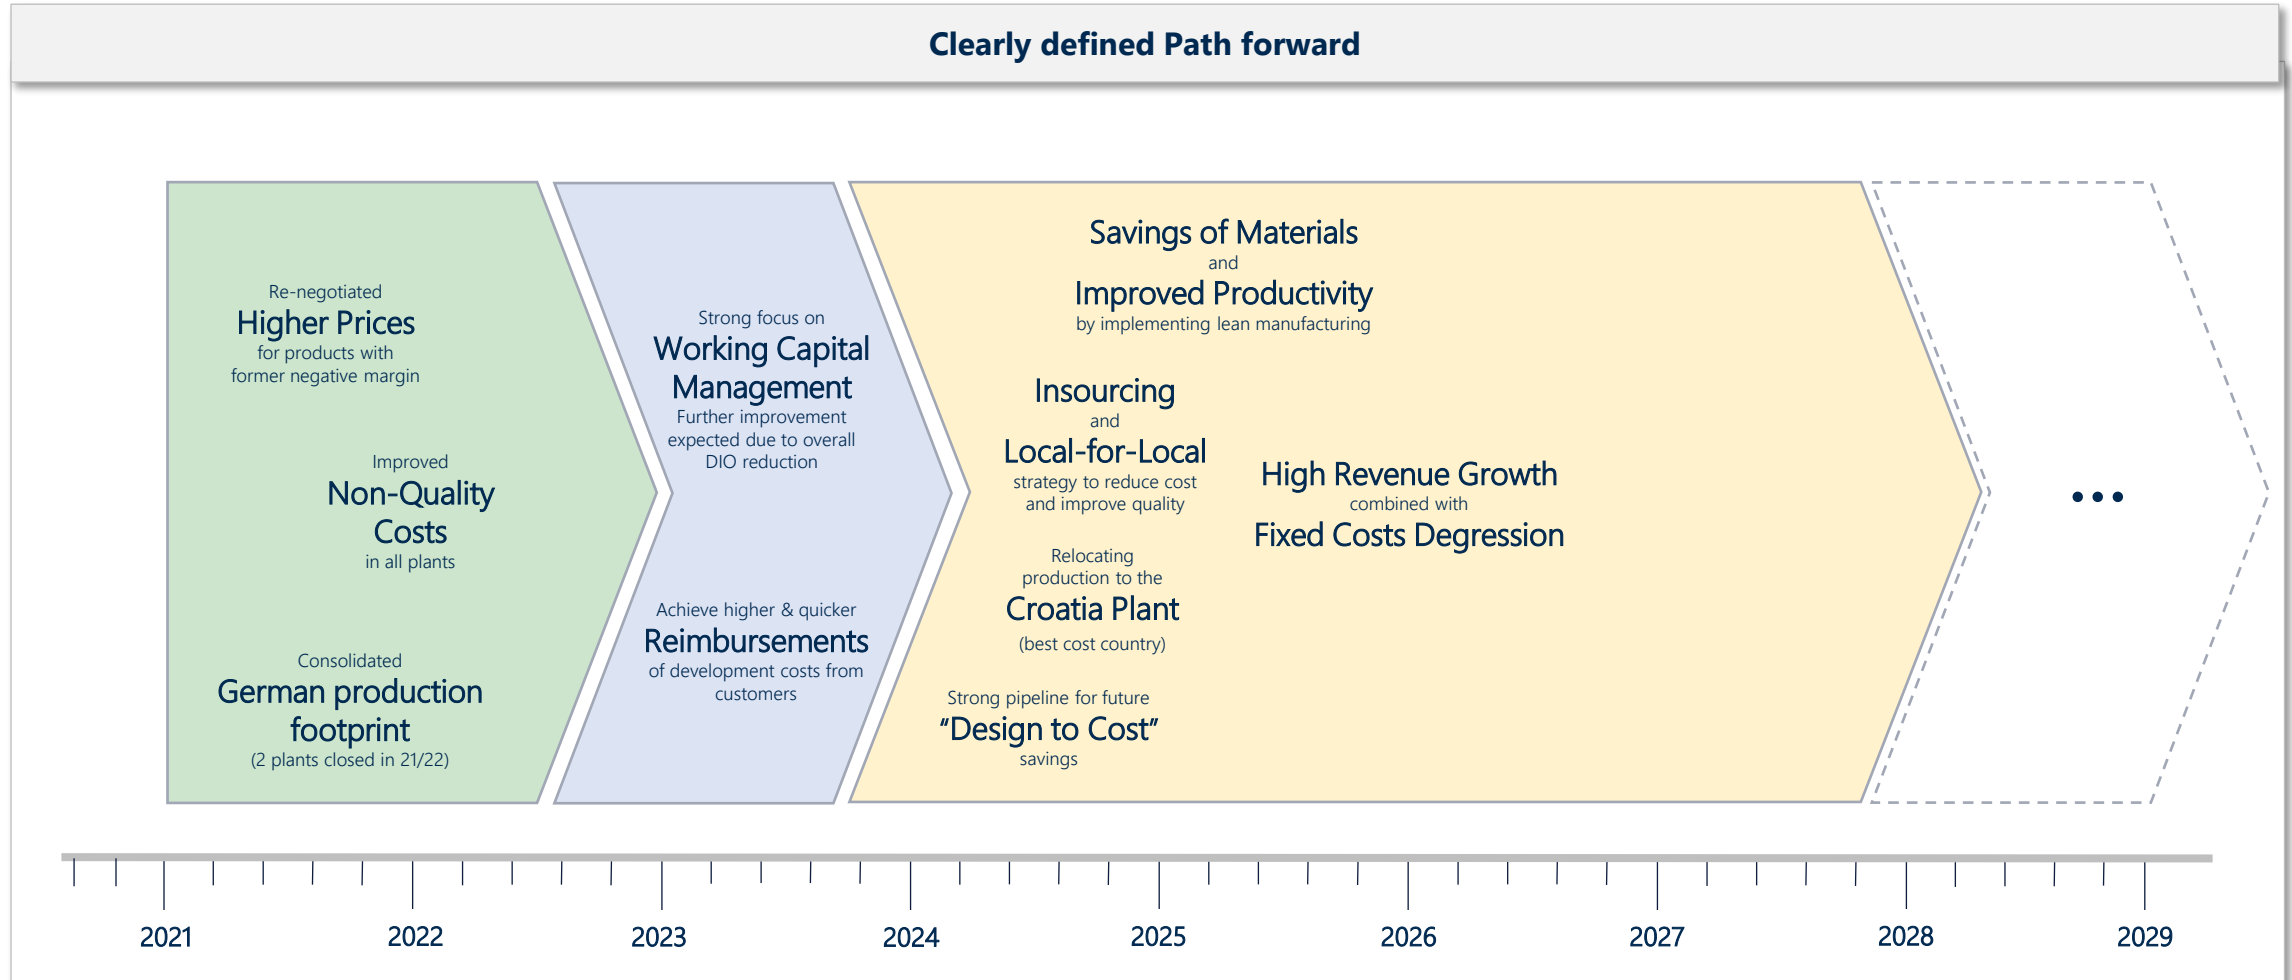 Clearly defined Path forward
Re-negotiated
Higher Prices
for products with
former negative margin
Improved
Non-Quality
Costs
in all plants
Consolidated
German production
footprint
(2 plants closed in 21/22)
Strong focus on
Working Capital
Management
Further improvement
expected due to overall
DIO reduction
Achieve higher & quicker
Reimbursements
of development costs from
customers
Savings of Materials
and
Improved Productivity
by implementing lean manufacturing
Insourcing
and
Local-for-Local
strategy to reduce cost
and improve quality
Relocating
production to the
Croatia Plant
(best cost country)
Strong pipeline for future
“Design to Cost”
savings
High Revenue Growth
combined with
Fixed Costs Degression
...
2021 2022 2023 2024 2025 2026 2027 2028 2029